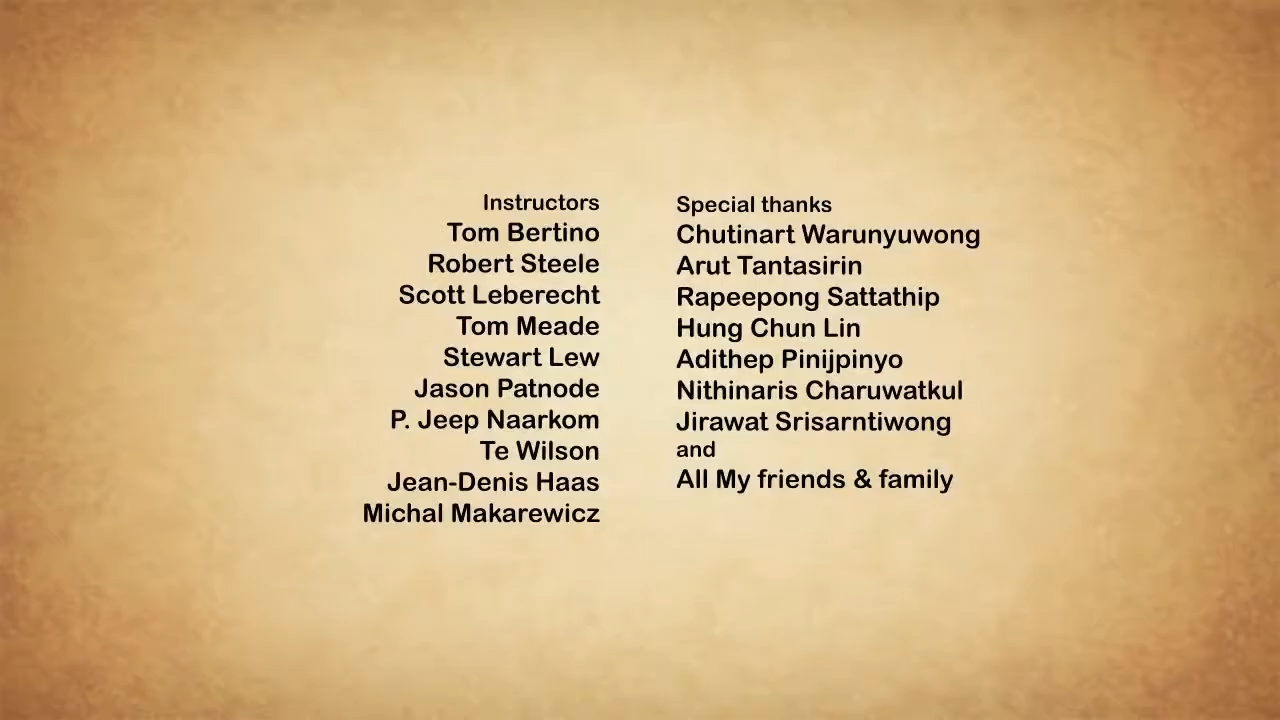 Instructors
Tom Bertino
Robert Steele
Scott Leberecht
Tom Meade
Stewart Lew
Jason Patnode
P. Jeep Naarkom
Te Wilson
Jean-Denis Haas
Michal Makarewicz
Special thanks
Chutinart Warunyuwong
Arut Tantasirin
Rapeepong Sattathip
Hung Chun Lin
Adithep Pinijpinyo
Nithinaris Charuwatkul
Jirawat Srisarntiwong
and
All My friends & family